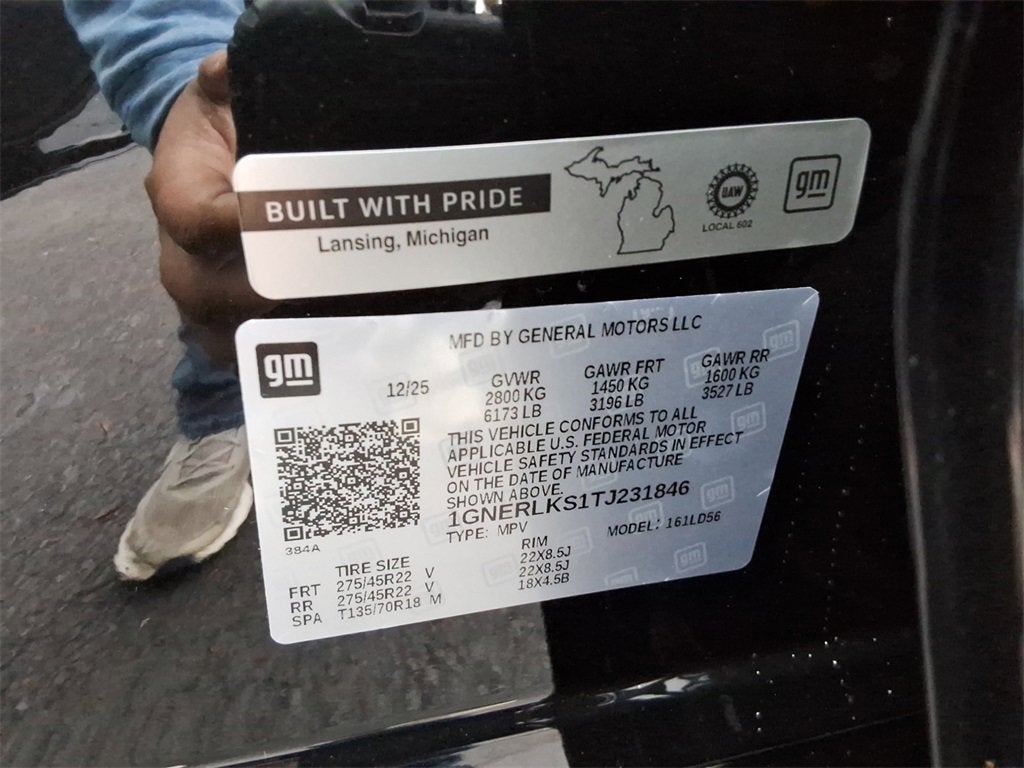 BUILT WITH PRIDE
Lansing, Michigan
UAW
LOCAL 602
gm
gm
MFD BY GENERAL MOTORS LLC
12/25
GVWR
2800 KG
6173 LB
GAWR FRT
1450 KG
3196 LB
GAWR RR
1600 KG
3527 LB
THIS VEHICLE CONFORMS TO ALL
APPLICABLE U.S. FEDERAL MOTOR
VEHICLE SAFETY STANDARDS IN EFFECT
ON THE DATE OF MANUFACTURE
SHOWN ABOVE.
1GNERLKS1TJ231846
TYPE: MPV MODEL: 161LD56
384A
TIRE SIZE RIM
FRT 275/45R22 V 22X8.5J
RR 275/45R22 V 22X8.5J
SPA T135/70R18 M 18X4.5B